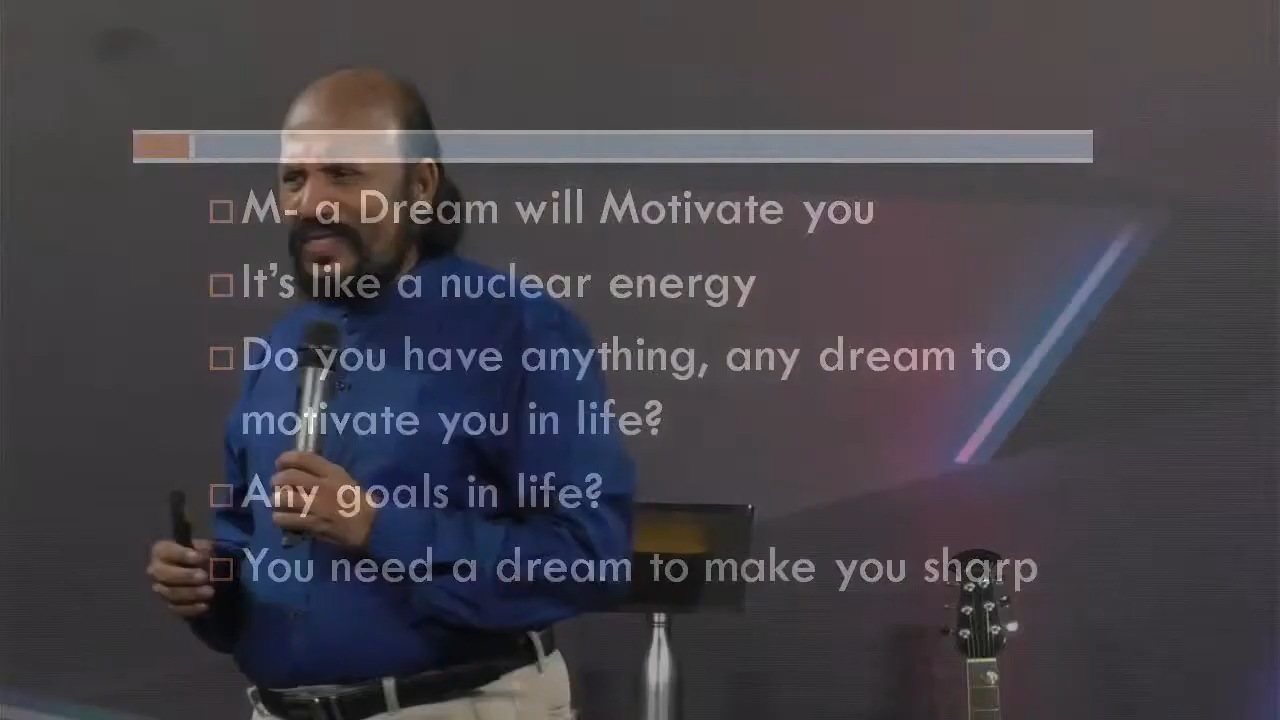 M- a Dream will Motivate you
It's like a nuclear energy
Do you have anything, any dream to
motivate you in life?
Any goals in life?
You need a dream to make you sharp